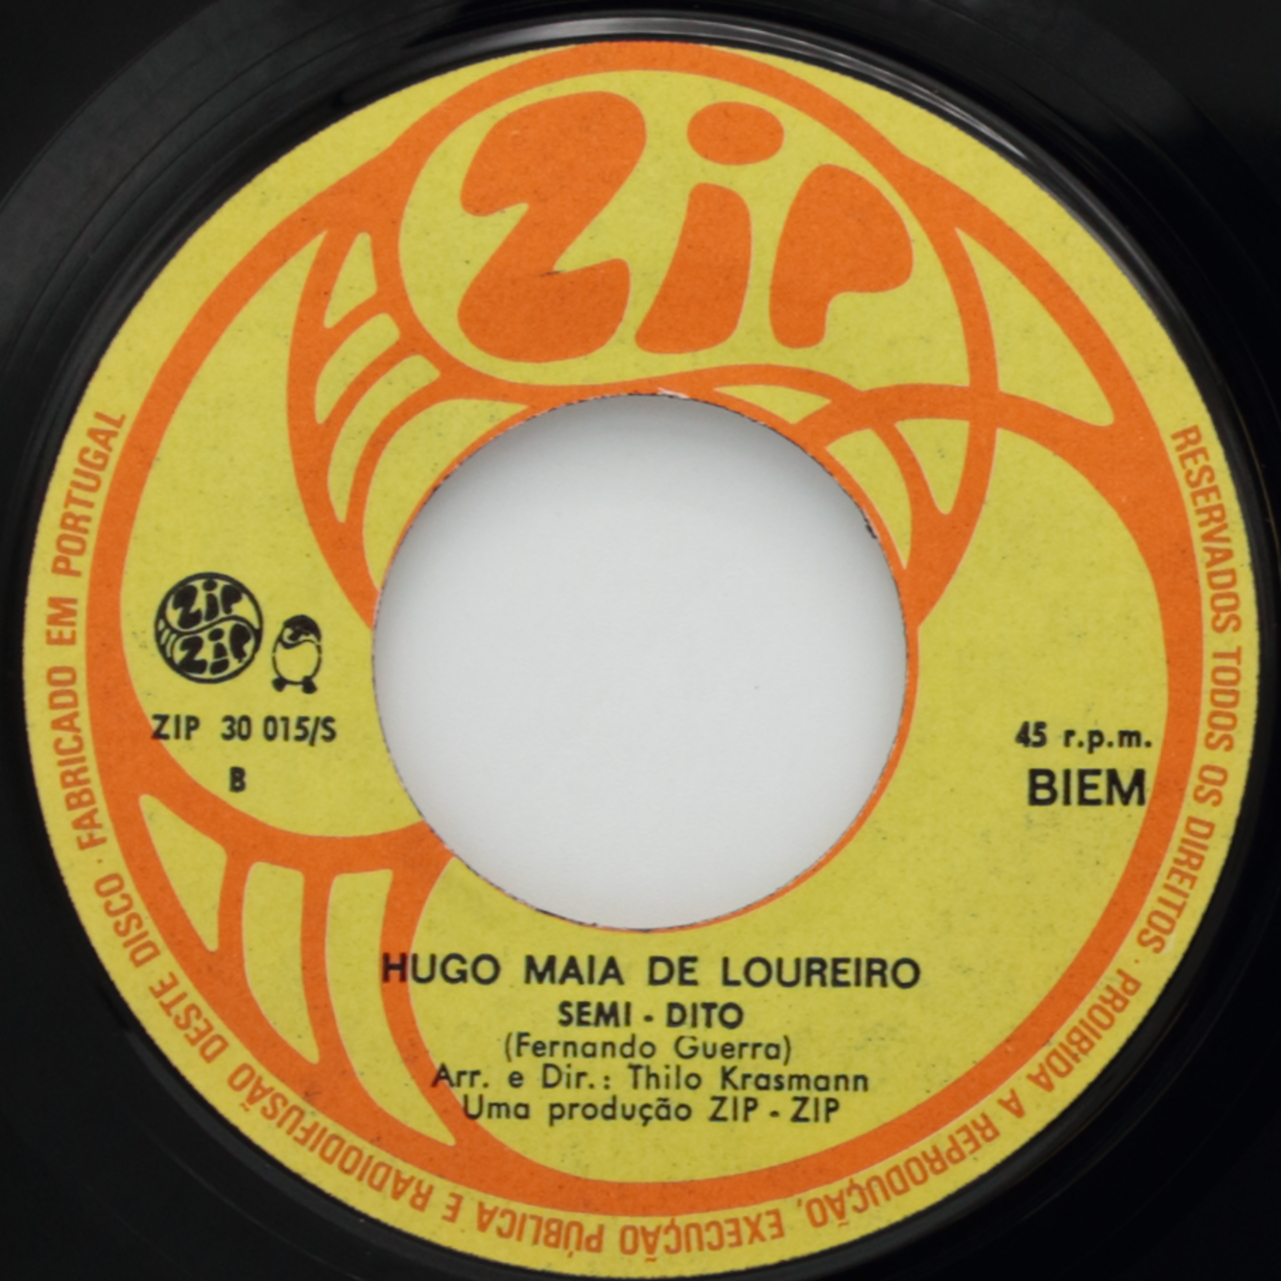 Zip
ZIP
ZIP
ZIP 30 015/S
B
45 r.p.m.
BIEM
HUGO MAIA DE LOUREIRO
SEMI - DITO
(Fernando Guerra)
Arr. e Dir.: Thilo Krasmann
Uma produção ZIP - ZIP
RESERVADOS TODOS OS DIREITOS · PROIBIDA A REPRODUÇÃO, EXECUÇÃO PÚBLICA E RADIODIFUSÃO DESTE DISCO · FABRICADO EM PORTUGAL